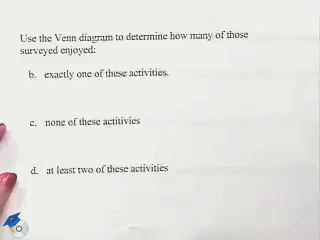 Use the Venn diagram to determine how many of those
surveyed enjoyed:
b. exactly one of these activities.
c. none of these actitivies
d. at least two of these activities